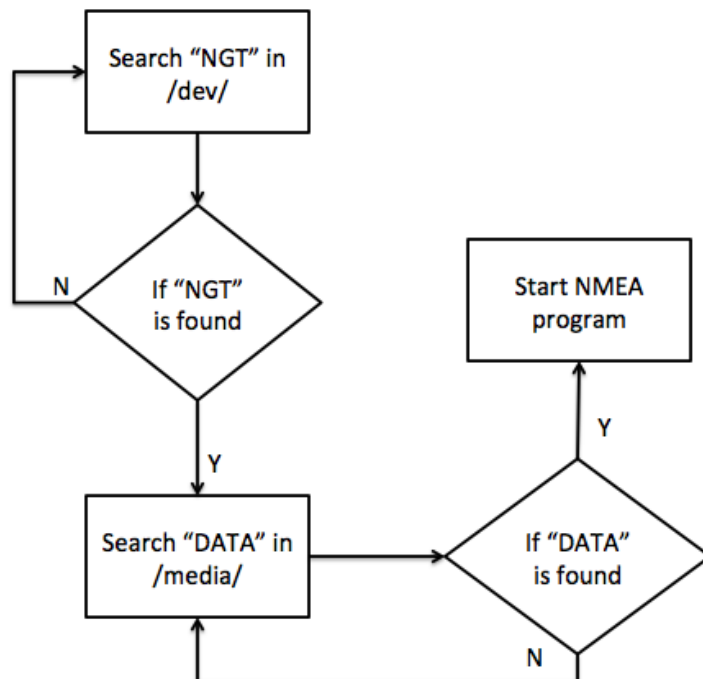 Search “NGT” in
/dev/
N
If “NGT”
is found
Y
Search “DATA” in
/media/
If “DATA”
is found
N
Y
Start NMEA
program